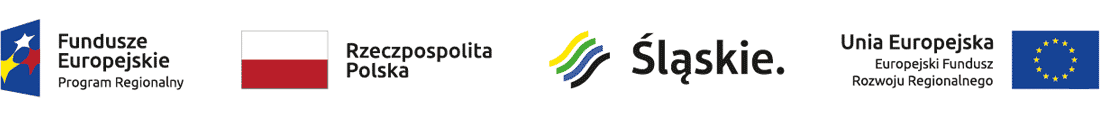 Fundusze
Europejskie
Program Regionalny
Rzeczpospolita
Polska
Śląskie.
Unia Europejska
Europejski Fundusz
Rozwoju Regionalnego